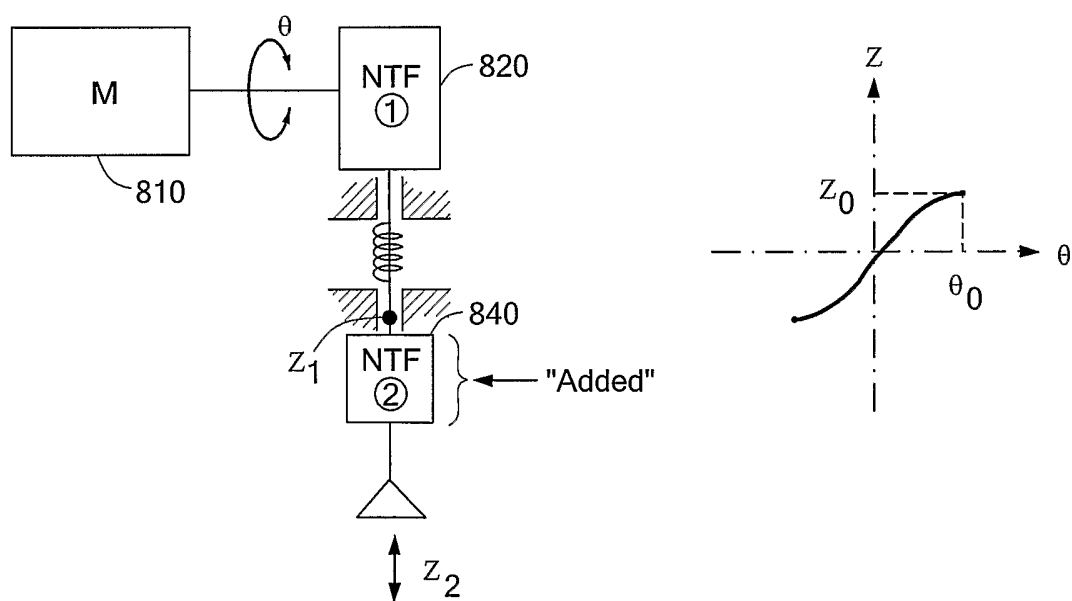 θ
M
NTF
①
820
810
Z₁
840
NTF
②
"Added"
Z₂
Z
Z₀
θ
θ₀